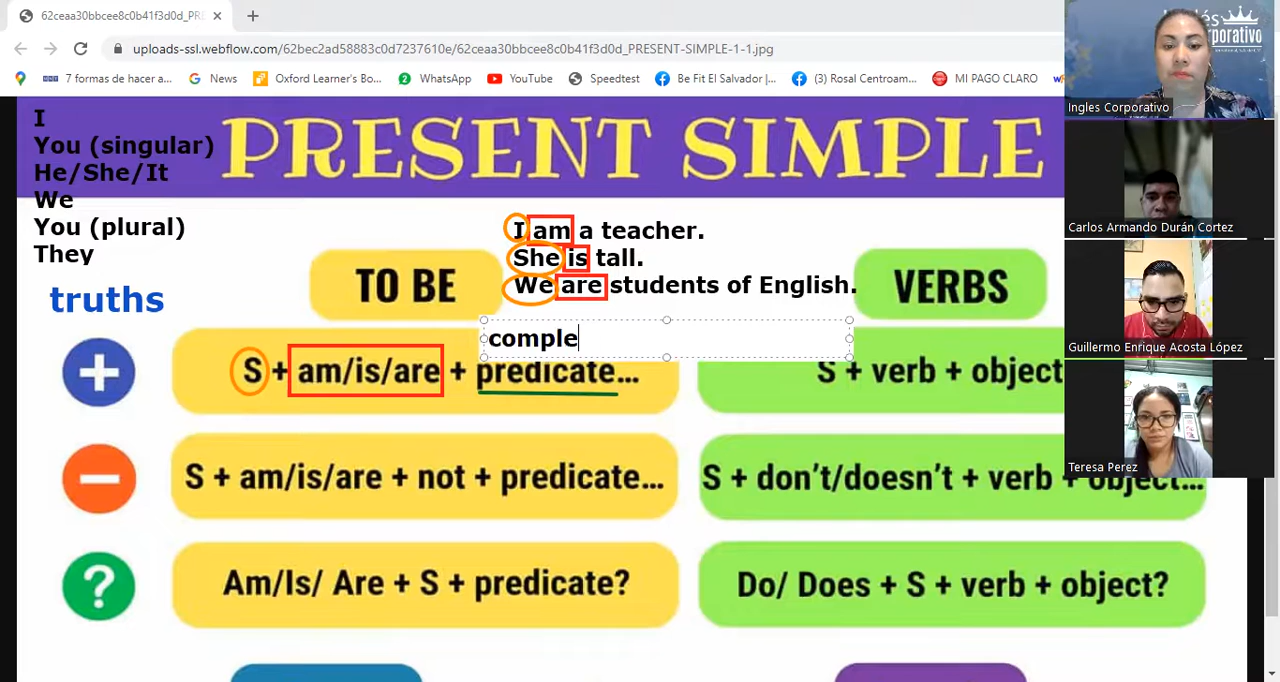 62ceaa30bbcee8c0b41f3d0d_PRE
uploads-ssl.webflow.com/62bec2ad58883c0d7237610e/62ceaa30bbcee8c0b41f3d0d_PRESENT-SIMPLE-1-1.jpg
7 formas de hacer a...
News
Oxford Learner's Bo...
WhatsApp
YouTube
Speedtest
Be Fit El Salvador |...
(3) Rosal Centroam...
MI PAGO CLARO
Ingles Corporativo
Carlos Armando Durán Cortez
Guillermo Enrique Acosta López
Teresa Perez
PRESENT SIMPLE
I
You (singular)
He/She/It
We
You (plural)
They
truths
I am a teacher.
She is tall.
We are students of English.
TO BE
VERBS
comple
S + am/is/are + predicate...
S + verb + object
S + am/is/are + not + predicate...
S + don't/doesn't + verb + object...
Am/Is/ Are + S + predicate?
Do/ Does + S + verb + object?